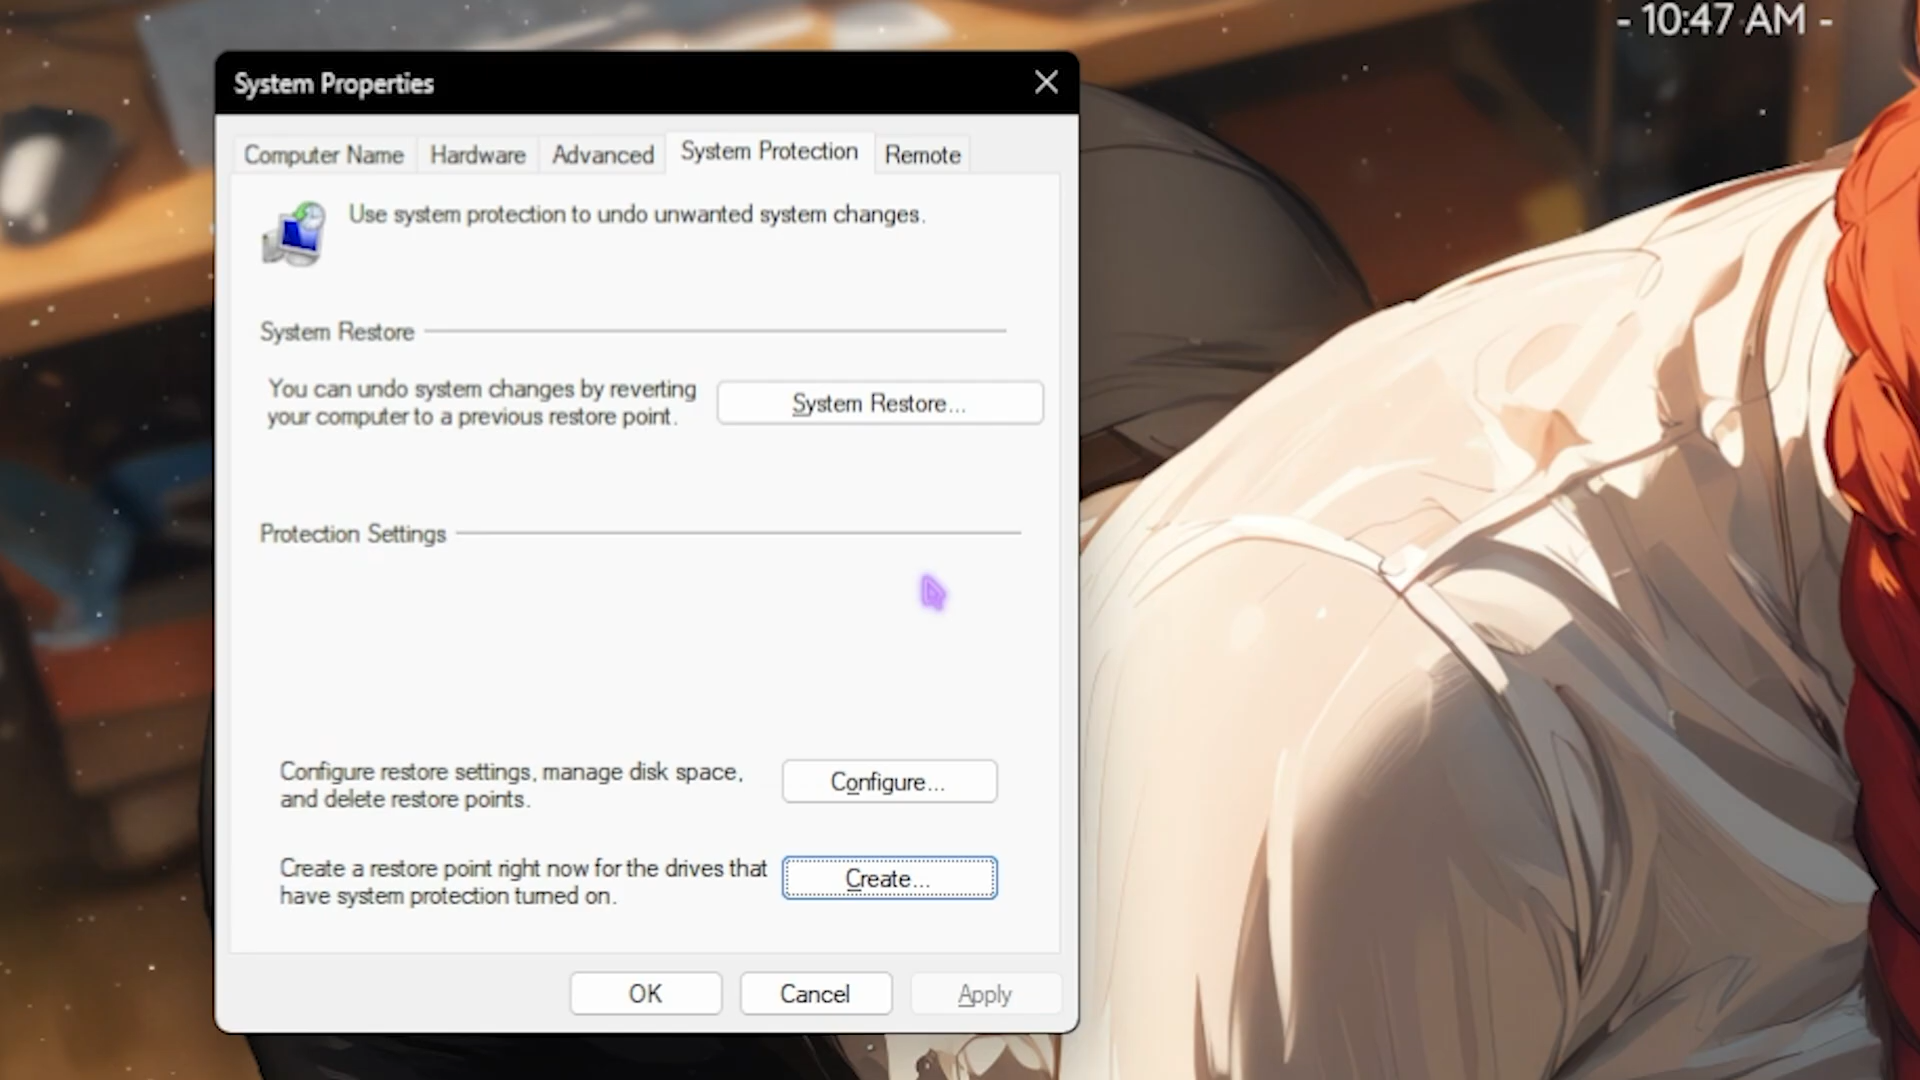 - 10:47 AM -
System Properties
Computer Name
Hardware
Advanced
System Protection
Remote
Use system protection to undo unwanted system changes.
System Restore
You can undo system changes by reverting
your computer to a previous restore point.
System Restore...
Protection Settings
Configure restore settings, manage disk space,
and delete restore points.
Configure...
Create a restore point right now for the drives that
have system protection turned on.
Create...
OK
Cancel
Apply